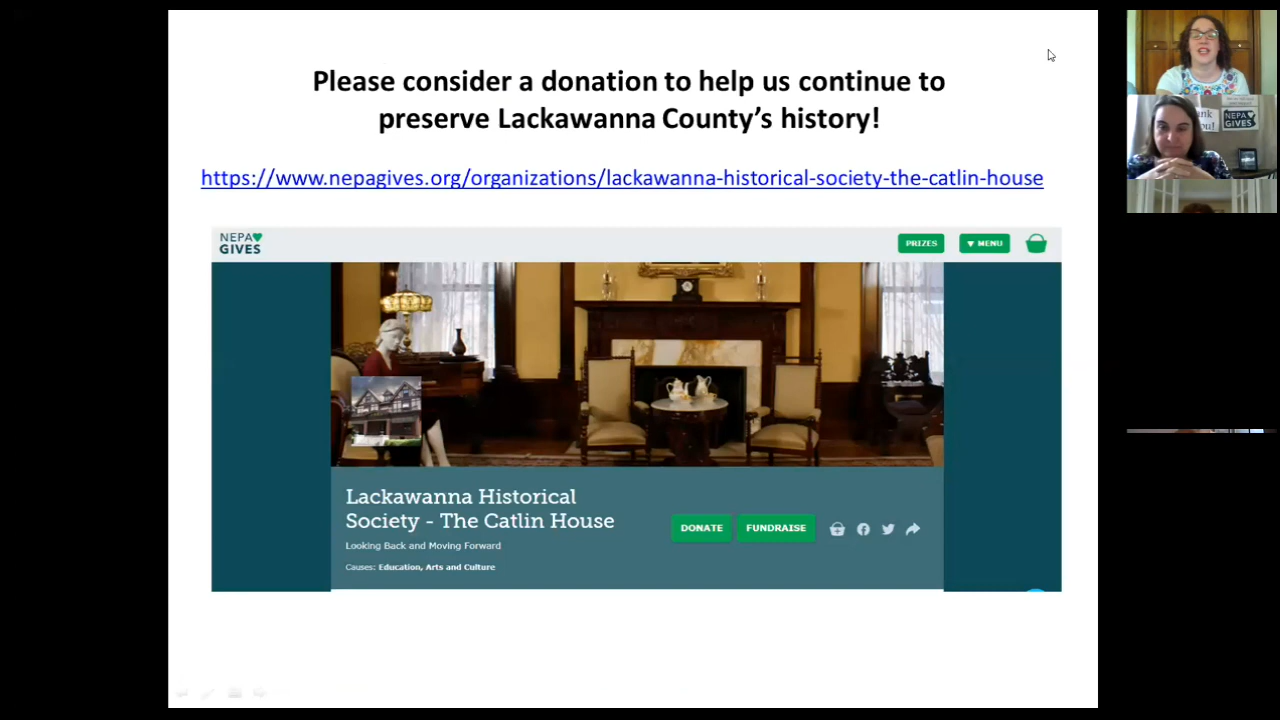 Please consider a donation to help us continue to
preserve Lackawanna County's history!
https://www.nepagives.org/organizations/lackawanna-historical-society-the-catlin-house
NEPA
GIVES
PRIZES
▼ MENU
Lackawanna Historical
Society - The Catlin House
Looking Back and Moving Forward
Causes: Education, Arts and Culture
DONATE
FUNDRAISE
NEPA
GIVES